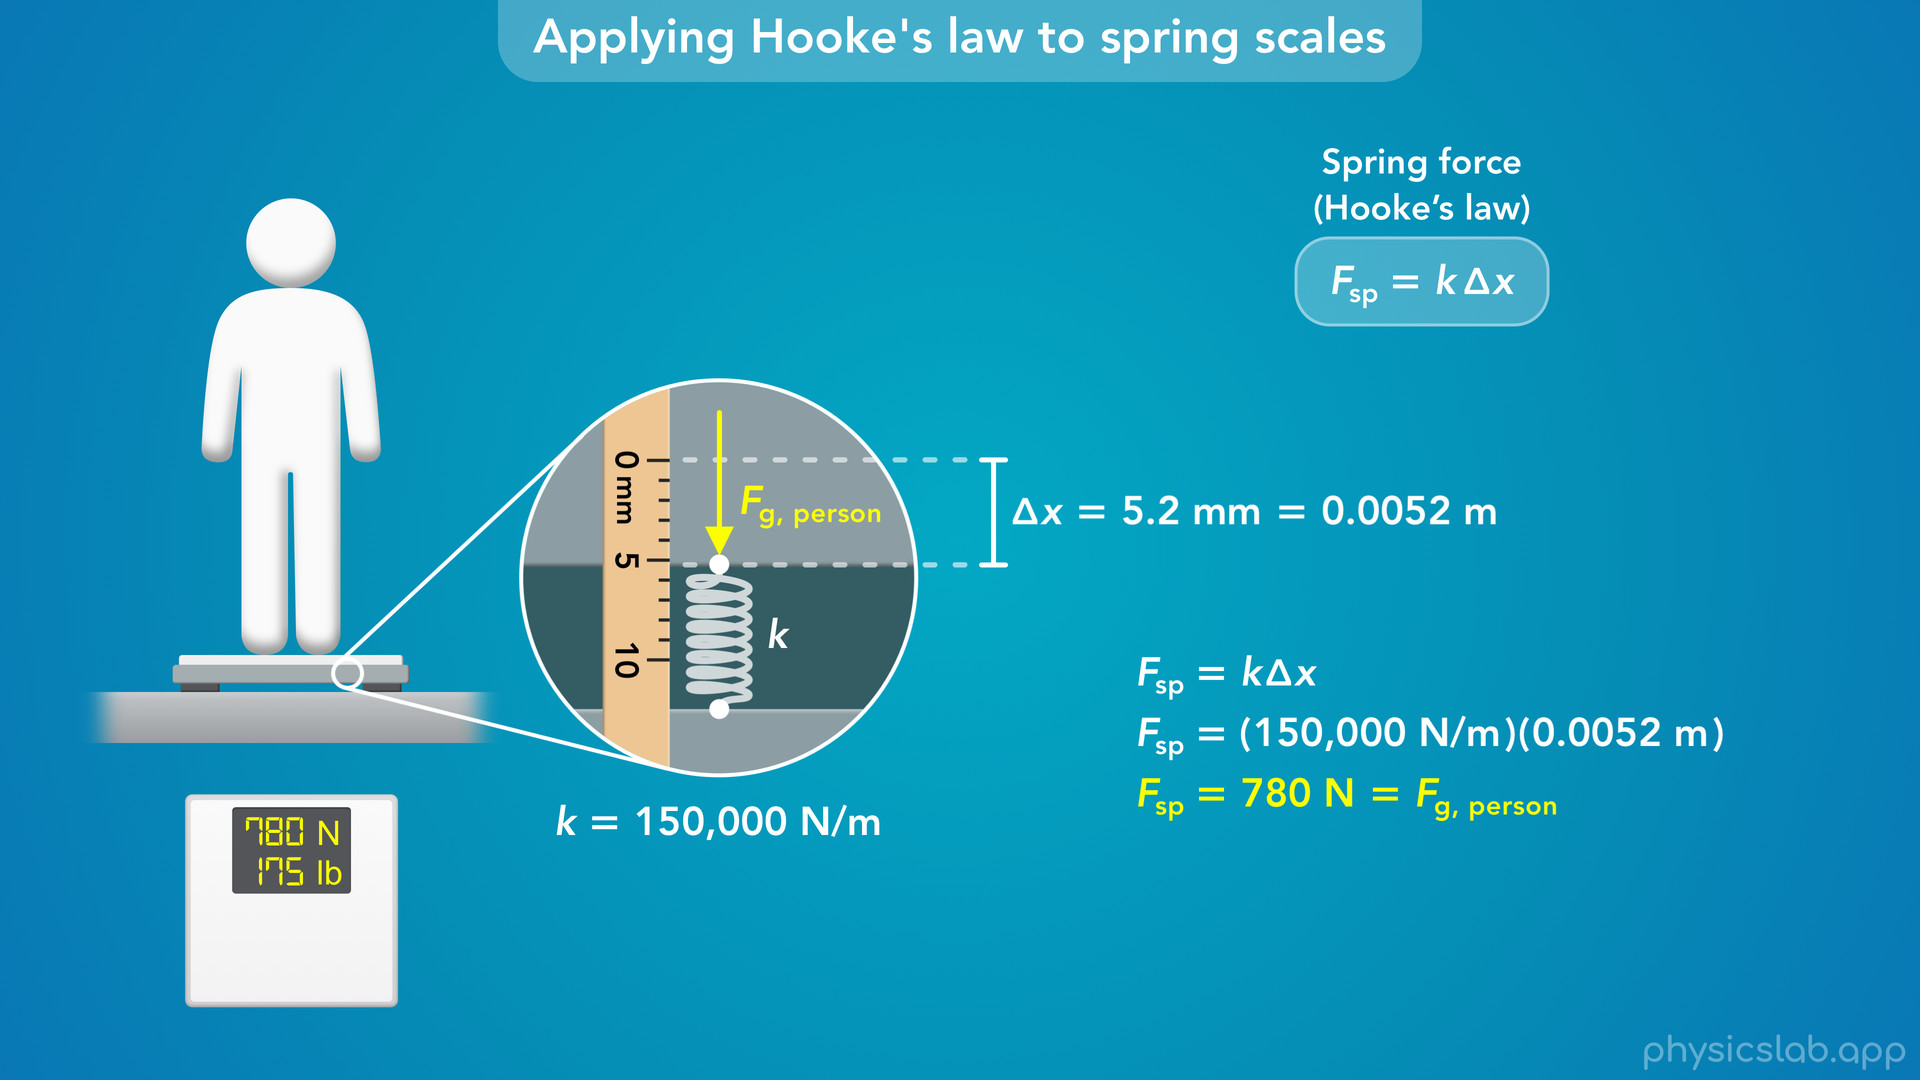 Applying Hooke's law to spring scales
Spring force
(Hooke’s law)
Fsp = k Δx
0 mm
5
10
Fg, person
k
Δx = 5.2 mm = 0.0052 m
k = 150,000 N/m
Fsp = kΔx
Fsp = (150,000 N/m)(0.0052 m)
Fsp = 780 N = Fg, person
780 N
175 lb
physicslab.app